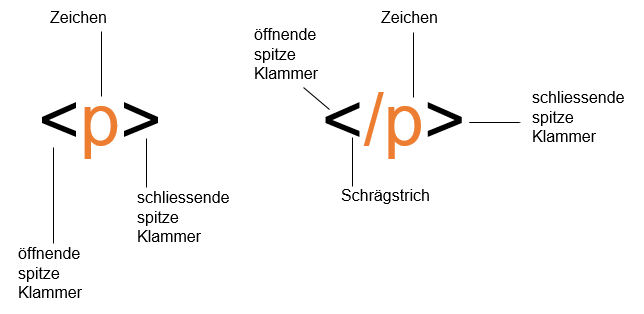 Zeichen
<p>
schliessende
spitze
Klammer
öffnende
spitze
Klammer
Zeichen
öffnende
spitze
Klammer
</p>
schliessende
spitze
Klammer
Schrägstrich